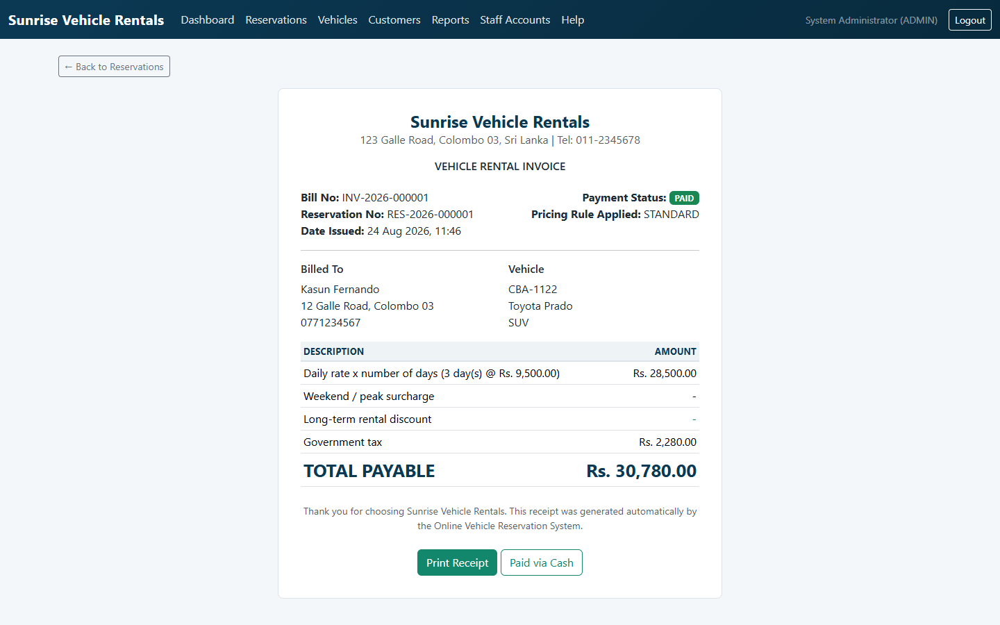 Sunrise Vehicle Rentals Dashboard Reservations Vehicles Customers Reports Staff Accounts Help System Administrator (ADMIN) Logout
← Back to Reservations
Sunrise Vehicle Rentals
123 Galle Road, Colombo 03, Sri Lanka | Tel: 011-2345678
VEHICLE RENTAL INVOICE
Bill No: INV-2026-000001
Reservation No: RES-2026-000001
Date Issued: 24 Aug 2026, 11:46
Payment Status: PAID
Pricing Rule Applied: STANDARD
Billed To
Kasun Fernando
12 Galle Road, Colombo 03
0771234567
Vehicle
CBA-1122
Toyota Prado
SUV
DESCRIPTION AMOUNT
Daily rate x number of days (3 day(s) @ Rs. 9,500.00) Rs. 28,500.00
Weekend / peak surcharge -
Long-term rental discount -
Government tax Rs. 2,280.00
TOTAL PAYABLE Rs. 30,780.00
Thank you for choosing Sunrise Vehicle Rentals. This receipt was generated automatically by
the Online Vehicle Reservation System.
Print Receipt Paid via Cash